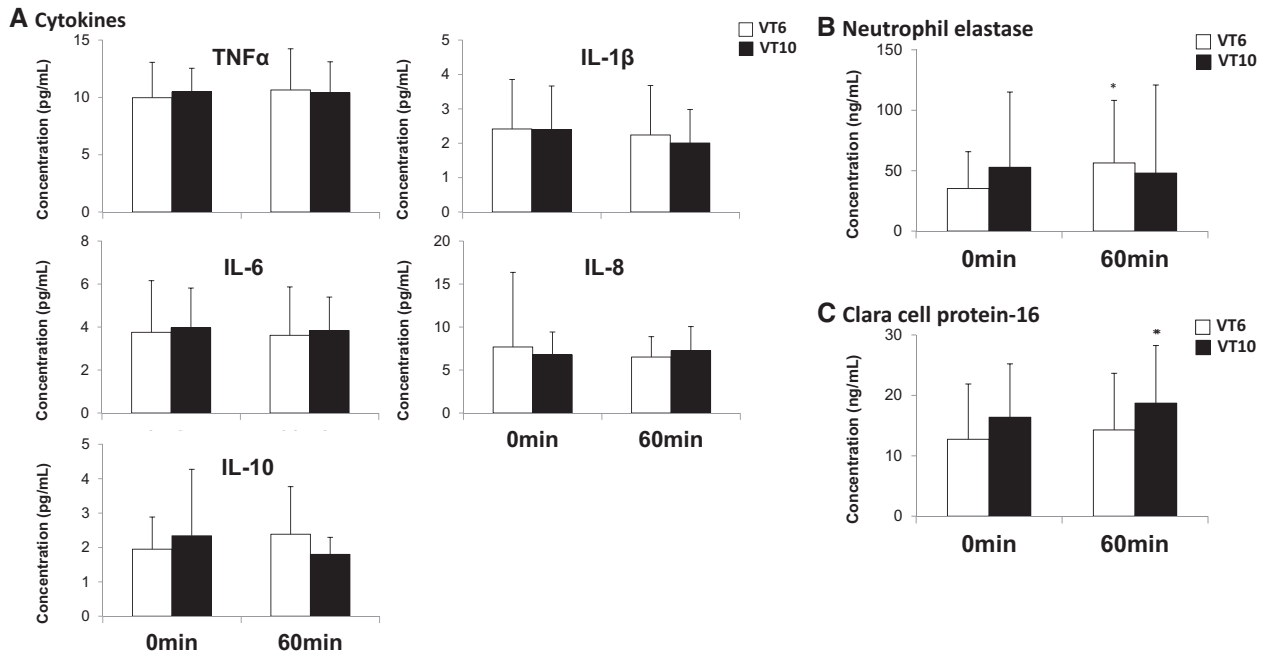 A Cytokines
VT6
VT10
TNFα
Concentration (pg/mL)
15
10
5
0
IL-1β
Concentration (pg/mL)
5
4
3
2
1
0
IL-6
Concentration (pg/mL)
8
6
4
2
0
IL-8
Concentration (pg/mL)
20
15
10
5
0
0min 60min
IL-10
Concentration (pg/mL)
5
4
3
2
1
0
0min 60min
B Neutrophil elastase
VT6
VT10
Concentration (ng/mL)
150
100
50
0
*
0min 60min
C Clara cell protein-16
VT6
VT10
Concentration (ng/mL)
30
20
10
0
*
0min 60min